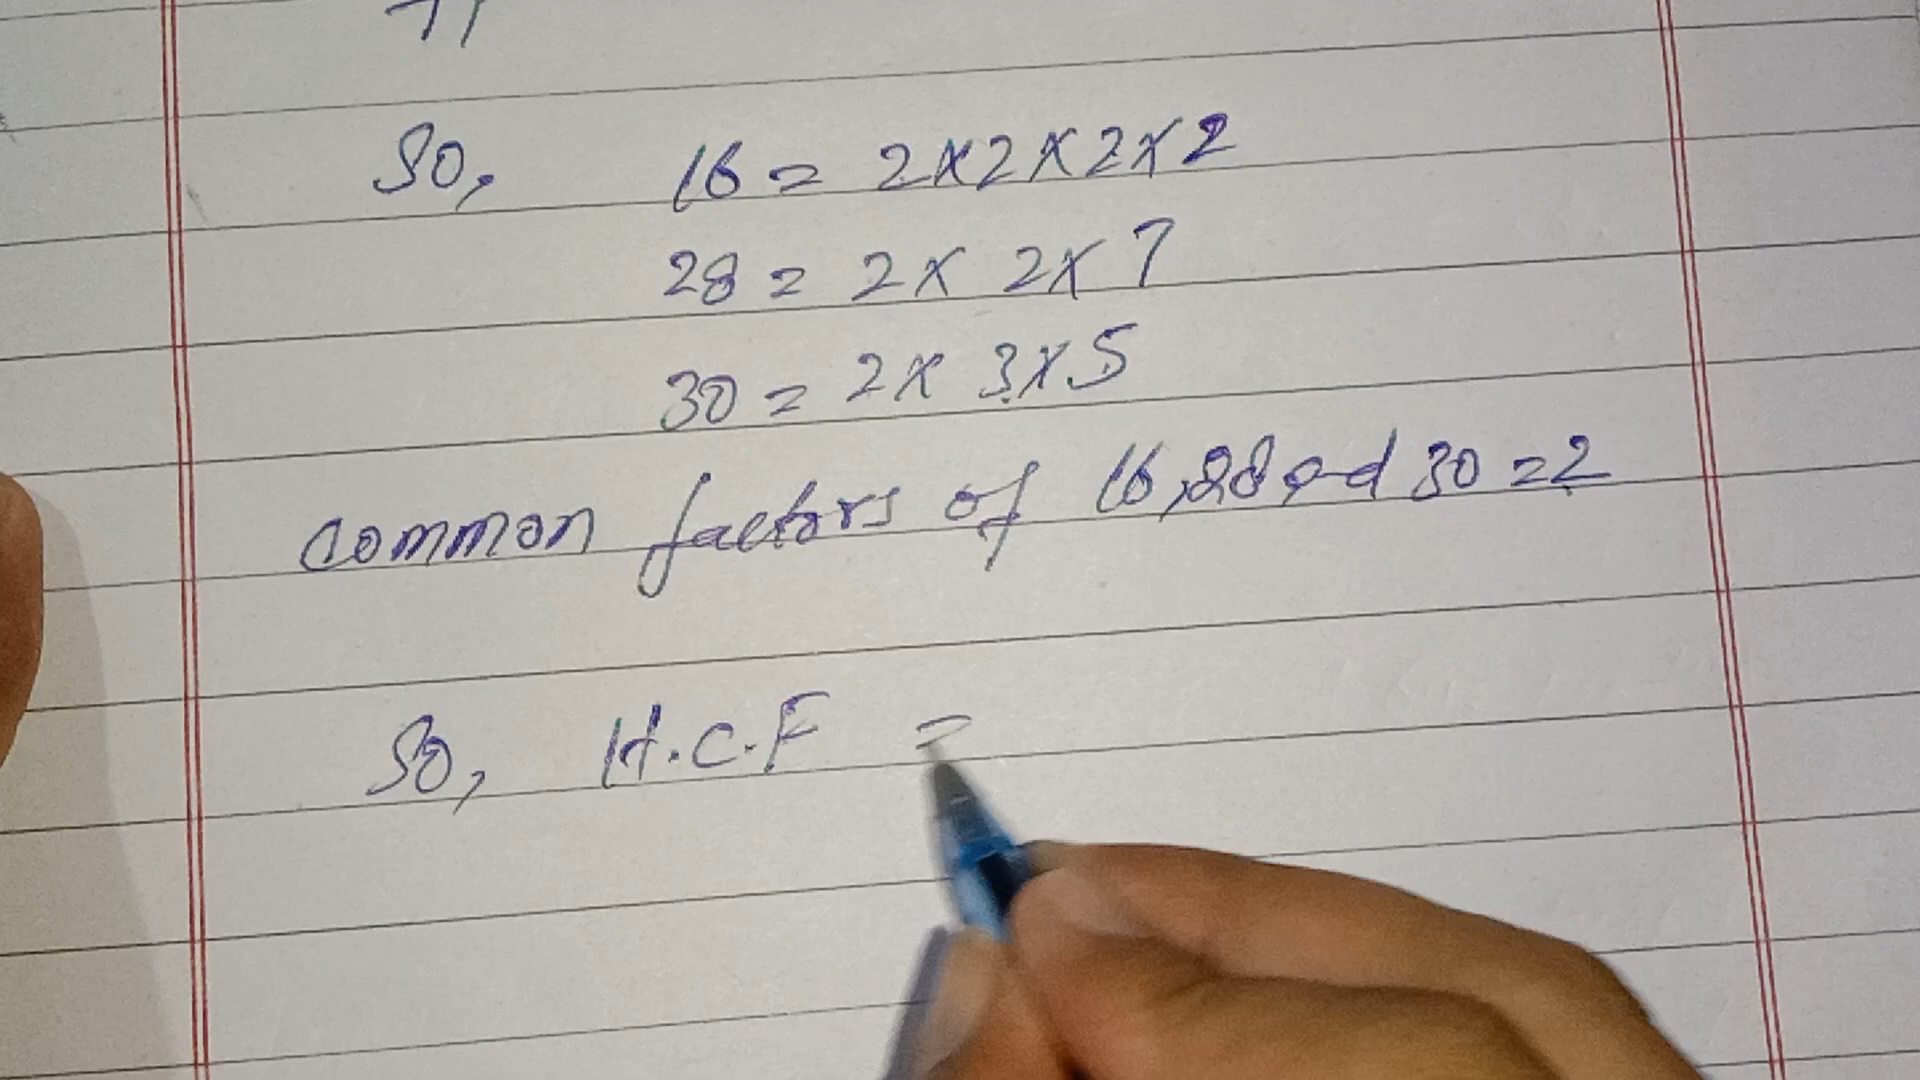 So, 16 = 2×2×2×2
28 = 2× 2×7
30 = 2× 3×5
common factors of 16,28 and 30 = 2
So, H.C.F =